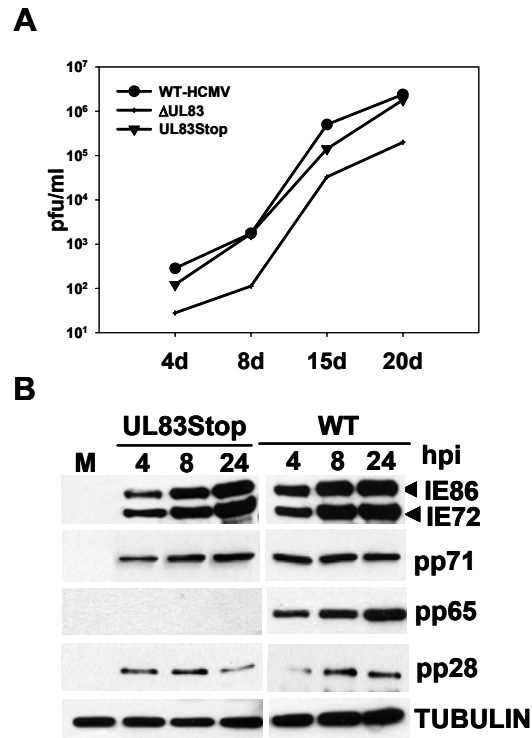 A
10⁷
10⁶
10⁵
10⁴
10³
10²
10¹
pfu/ml
WT-HCMV
ΔUL83
UL83Stop
4d 8d 15d 20d
B
UL83Stop WT
M 4 8 24 4 8 24 hpi
IE86
IE72
pp71
pp65
pp28
TUBULIN